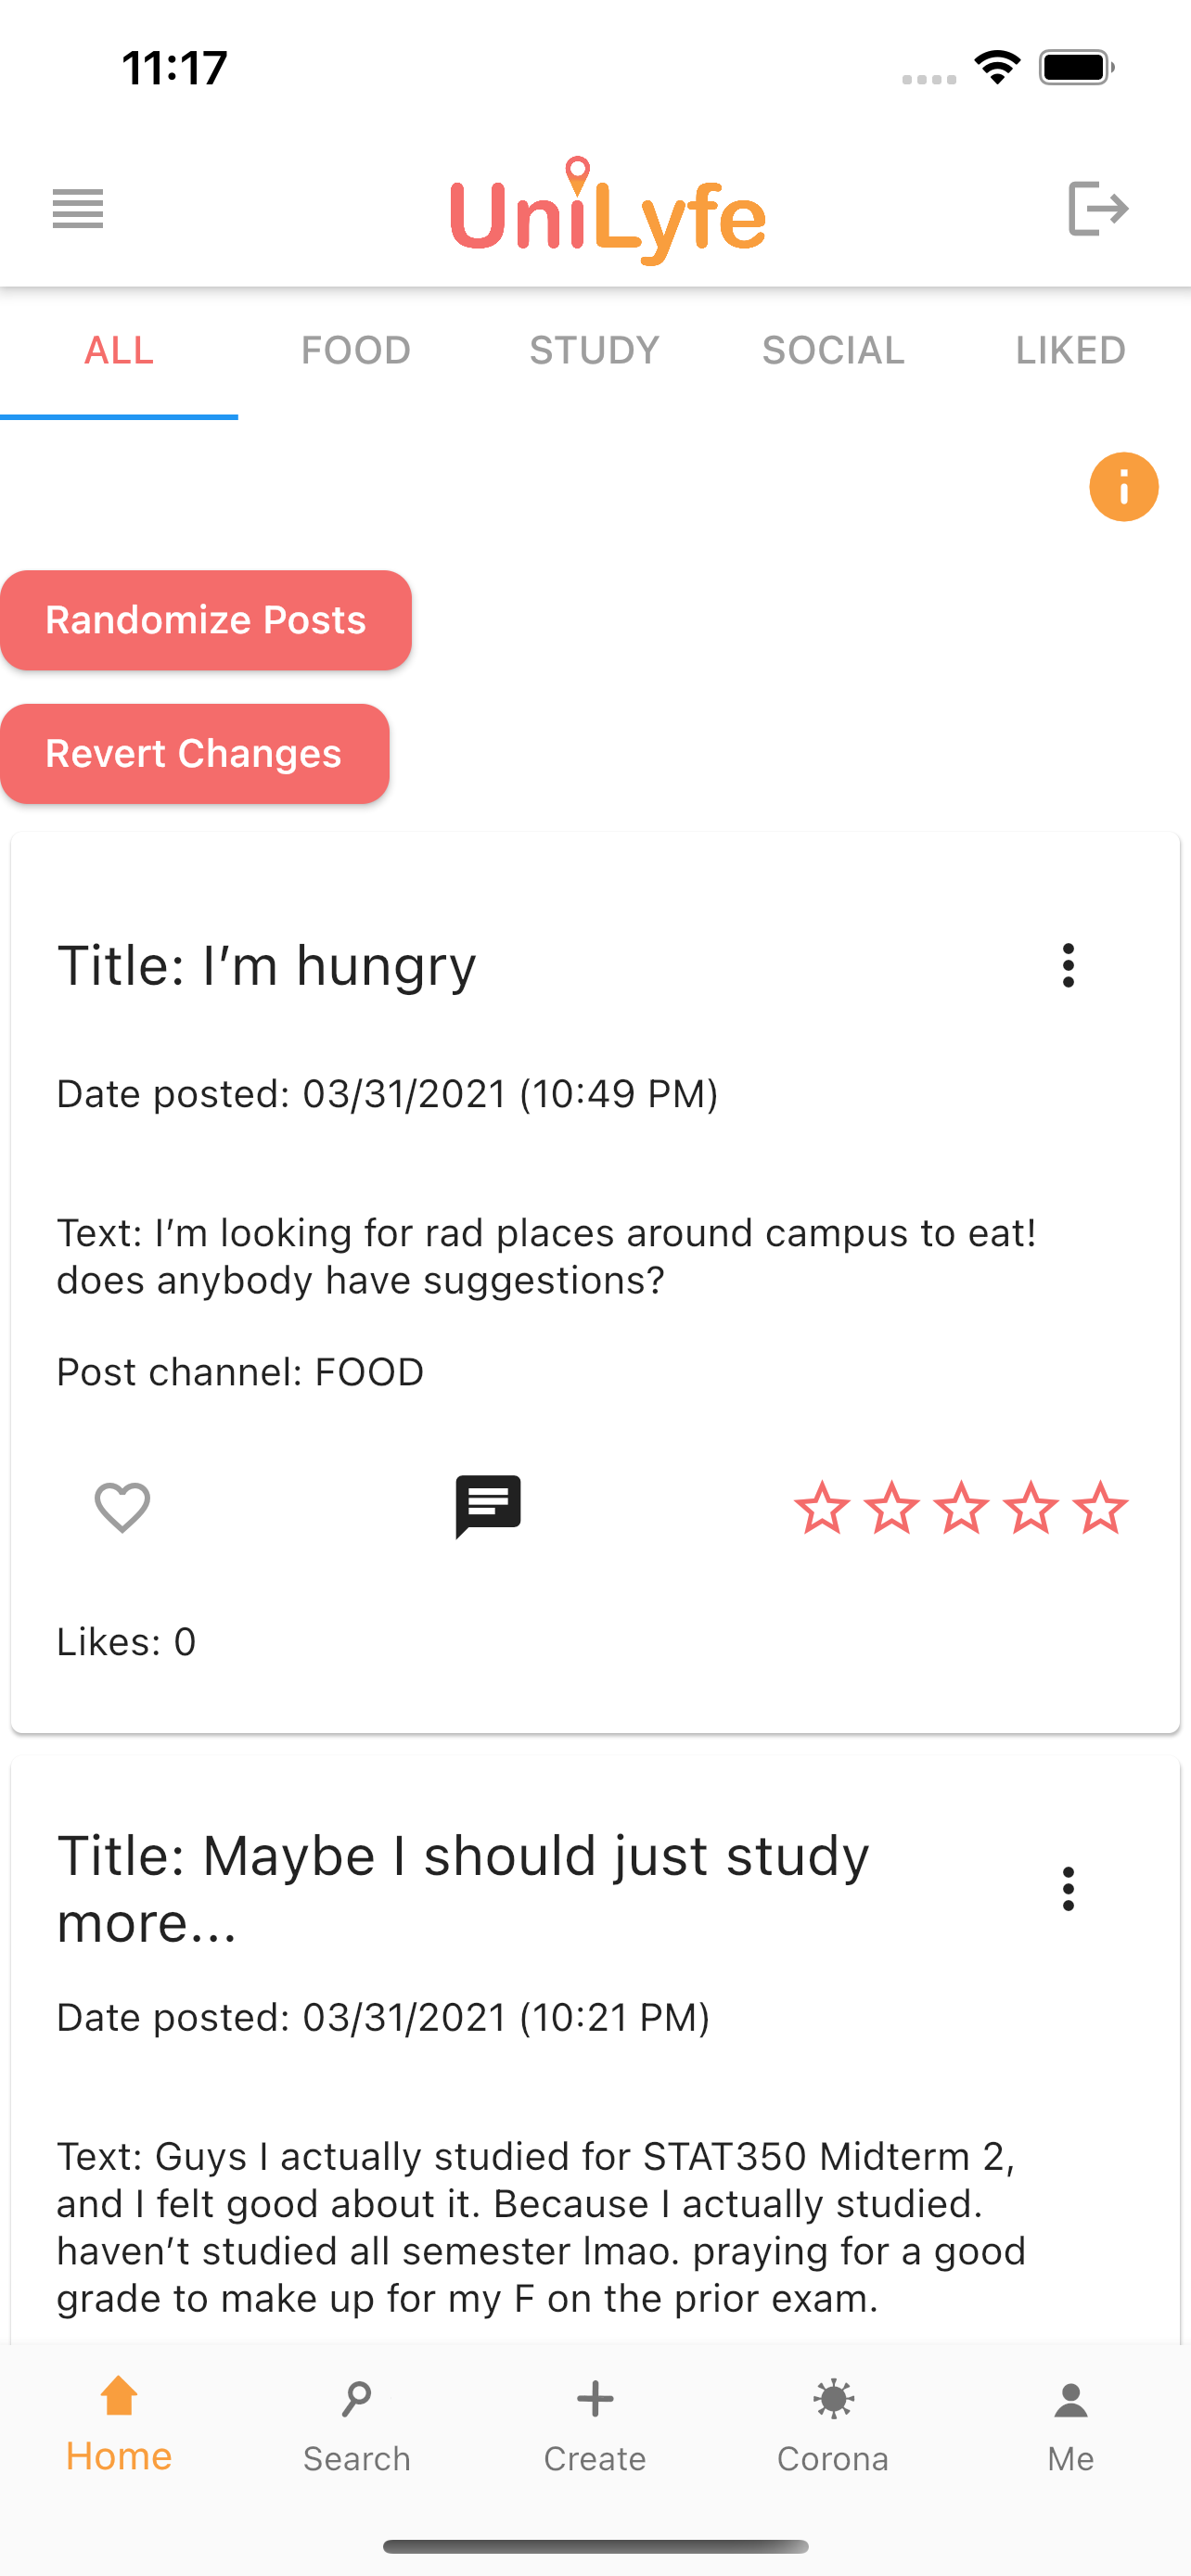 11:17
UniLyfe
ALL FOOD STUDY SOCIAL LIKED
Randomize Posts
Revert Changes
Title: I’m hungry
Date posted: 03/31/2021 (10:49 PM)
Text: I’m looking for rad places around campus to eat!
does anybody have suggestions?
Post channel: FOOD
Likes: 0
Title: Maybe I should just study
more...
Date posted: 03/31/2021 (10:21 PM)
Text: Guys I actually studied for STAT350 Midterm 2,
and I felt good about it. Because I actually studied.
haven’t studied all semester lmao. praying for a good
grade to make up for my F on the prior exam.
Home Search Create Corona Me